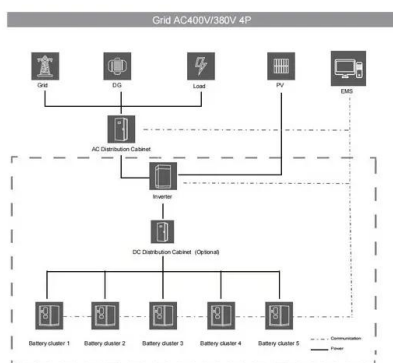 Grid AC400V/380V 4P
Grid
DG
Load
PV
EMS
AC Distribution Cabinet
Inverter
DC Distribution Cabinet (Optional)
Battery cluster 1
Battery cluster 2
Battery cluster 3
Battery cluster 4
Battery cluster 5
Communication
Power